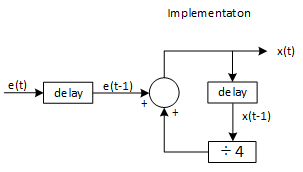 Implementaton
x(t)
e(t)
delay
e(t-1)
+
+
delay
x(t-1)
÷ 4